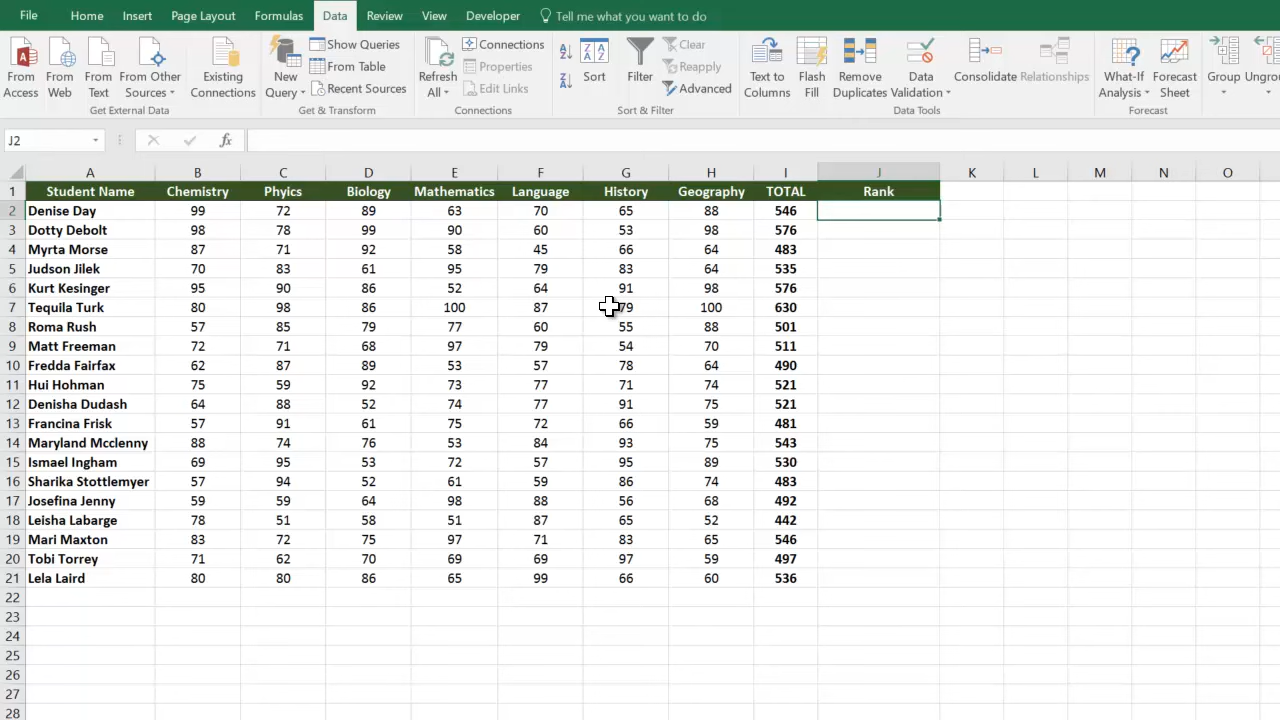 File Home Insert Page Layout Formulas Data Review View Developer Tell me what you want to do
From Access From Web From Text From Other Sources Existing Connections New Query Show Queries From Table Recent Sources Refresh All Connections Properties Edit Links Sort Filter Clear Reapply Advanced Text to Columns Flash Fill Remove Duplicates Data Validation Consolidate Relationships What-If Analysis Forecast Sheet Group Ungro
Get External Data Get & Transform Connections Sort & Filter Data Tools Forecast
J2 fx
A B C D E F G H I J K L M N O
1 Student Name Chemistry Phyics Biology Mathematics Language History Geography TOTAL Rank
2 Denise Day 99 72 89 63 70 65 88 546
3 Dotty Debolt 98 78 99 90 60 53 98 576
4 Myrta Morse 87 71 92 58 45 66 64 483
5 Judson Jilek 70 83 61 95 79 83 64 535
6 Kurt Kesinger 95 90 86 52 64 91 98 576
7 Tequila Turk 80 98 86 100 87 79 100 630
8 Roma Rush 57 85 79 77 60 55 88 501
9 Matt Freeman 72 71 68 97 79 54 70 511
10 Fredda Fairfax 62 87 89 53 57 78 64 490
11 Hui Hohman 75 59 92 73 77 71 74 521
12 Denisha Dudash 64 88 52 74 77 91 75 521
13 Francina Frisk 57 91 61 75 72 66 59 481
14 Maryland Mcclenny 88 74 76 53 84 93 75 543
15 Ismael Ingham 69 95 53 72 57 95 89 530
16 Sharika Stottlemyer 57 94 52 61 59 86 74 483
17 Josefina Jenny 59 59 64 98 88 56 68 492
18 Leisha Labarge 78 51 58 51 87 65 52 442
19 Mari Maxton 83 72 75 97 71 83 65 546
20 Tobi Torrey 71 62 70 69 69 97 59 497
21 Lela Laird 80 80 86 65 99 66 60 536
22
23
24
25
26
27
28